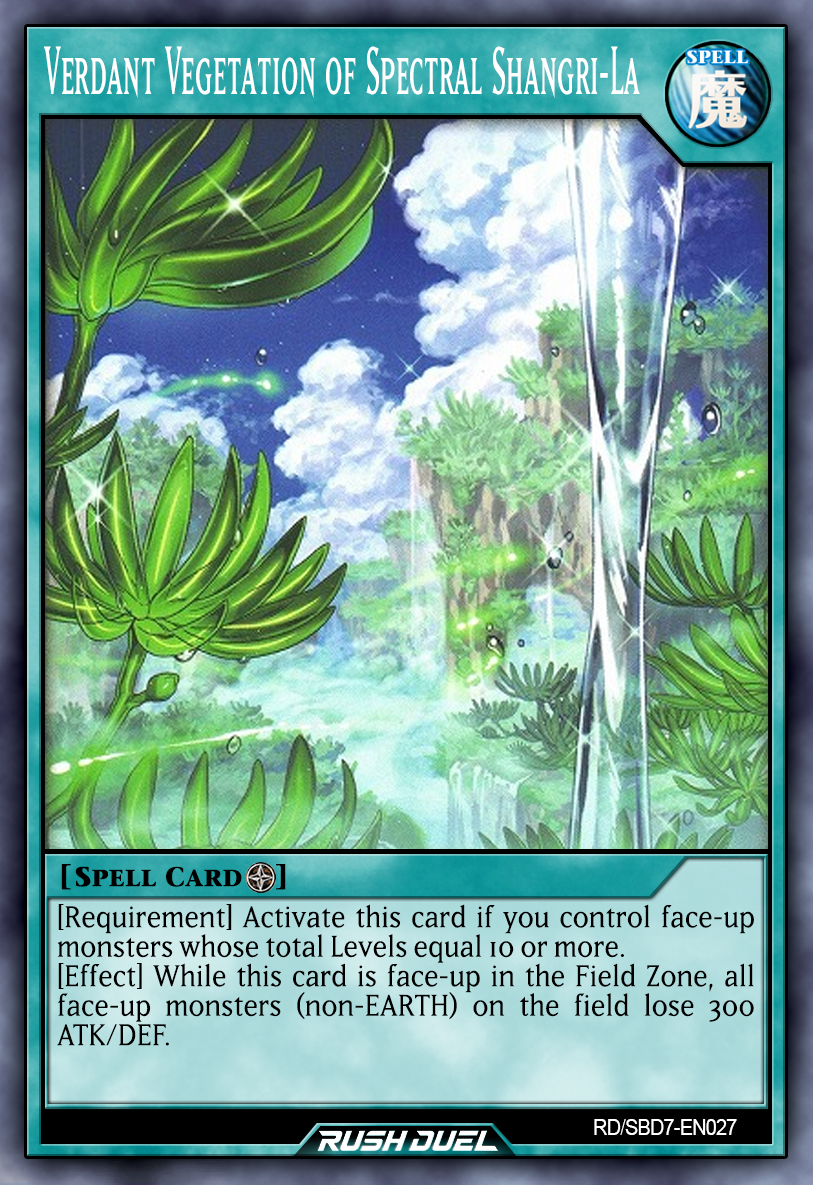 Verdant Vegetation of Spectral Shangri-La
SPELL
魔
[Spell Card]
[Requirement] Activate this card if you control face-up
monsters whose total Levels equal 10 or more.
[Effect] While this card is face-up in the Field Zone, all
face-up monsters (non-EARTH) on the field lose 300
ATK/DEF.
RD/SBD7-EN027
RUSH DUEL